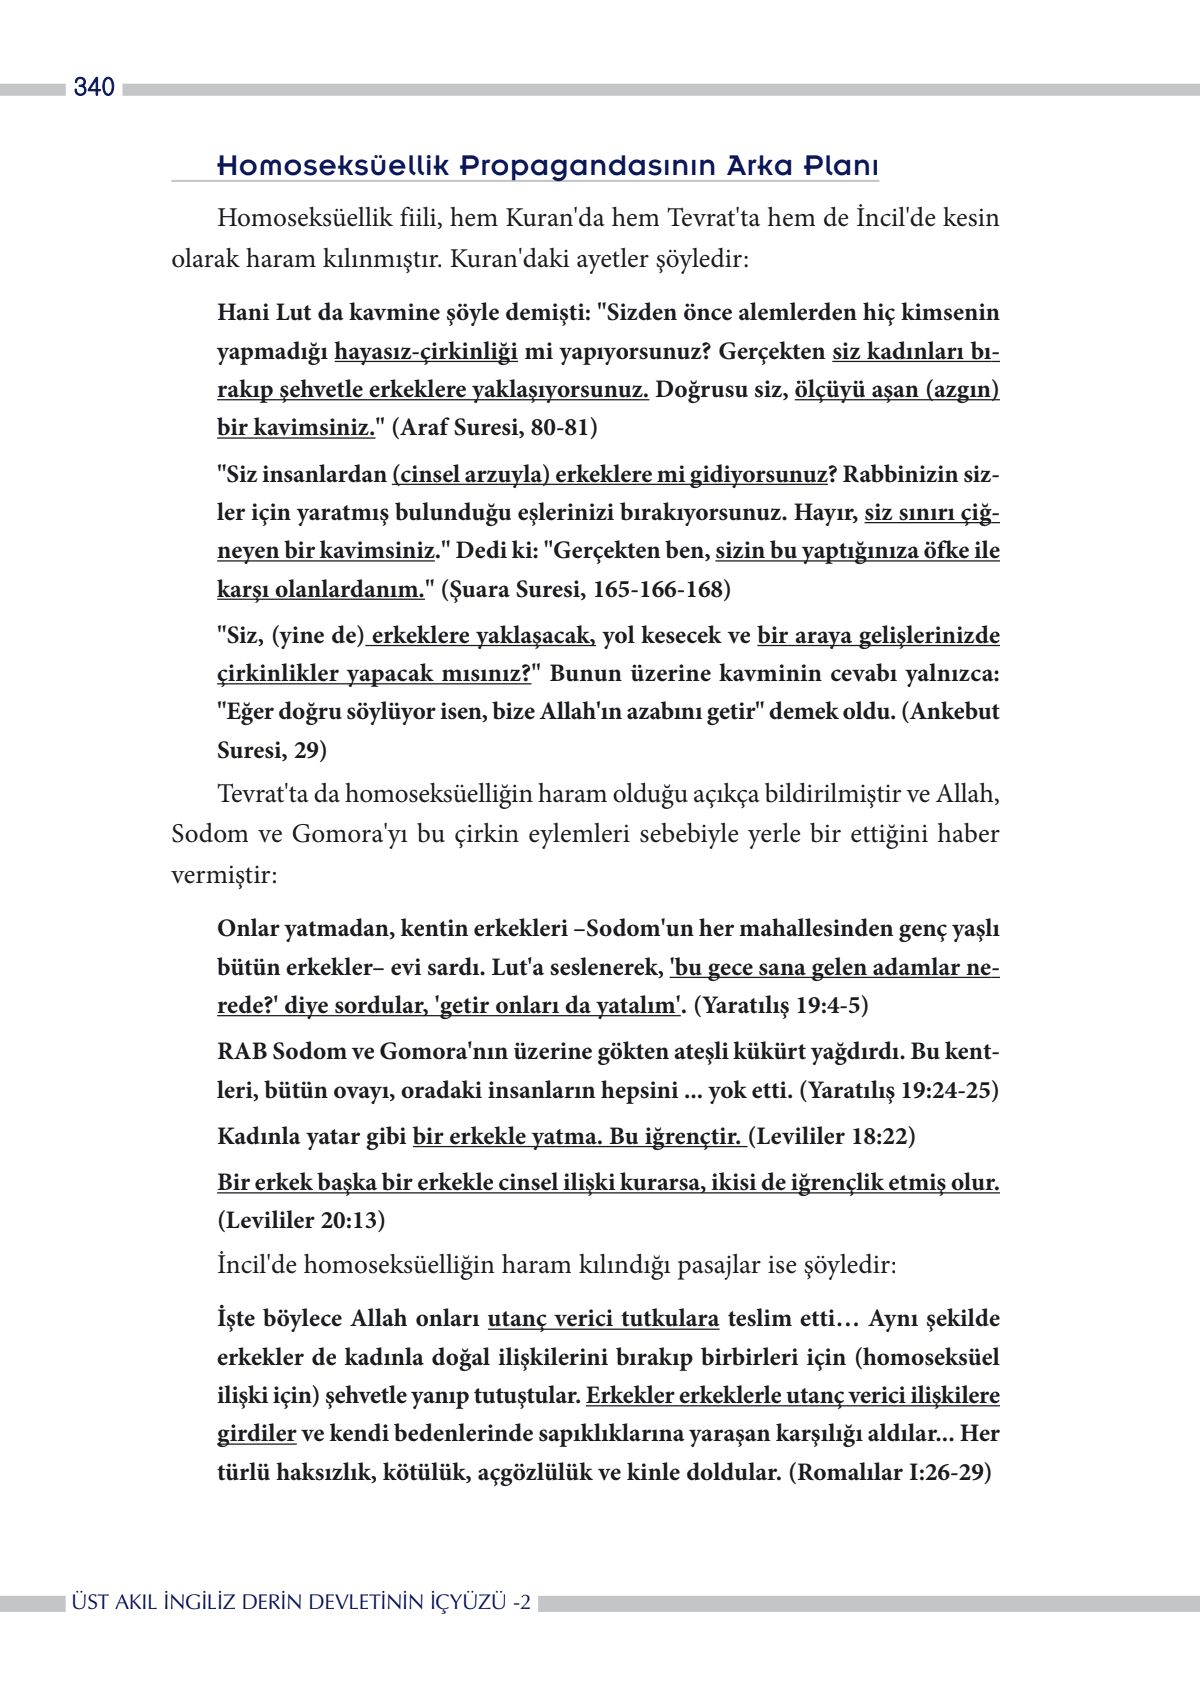 340
Homoseksüellik Propagandasının Arka Planı
Homoseksüellik fiili, hem Kuran'da hem Tevrat'ta hem de İncil'de kesin
olarak haram kılınmıştır. Kuran'daki ayetler şöyledir:
Hani Lut da kavmine şöyle demişti: "Sizden önce alemlerden hiç kimsenin
yapmadığı hayasız-çirkinliği mi yapıyorsunuz? Gerçekten siz kadınları bı-
rakıp şehvetle erkeklere yaklaşıyorsunuz. Doğrusu siz, ölçüyü aşan (azgın)
bir kavimsiniz." (Araf Suresi, 80-81)
"Siz insanlardan (cinsel arzuyla) erkeklere mi gidiyorsunuz? Rabbinizin siz-
ler için yaratmış bulunduğu eşlerinizi bırakıyorsunuz. Hayır, siz sınırı çiğ-
neyen bir kavimsiniz." Dedi ki: "Gerçekten ben, sizin bu yaptığınıza öfke ile
karşı olanlardanım." (Şuara Suresi, 165-166-168)
"Siz, (yine de) erkeklere yaklaşacak, yol kesecek ve bir araya gelişlerinizde
çirkinlikler yapacak mısınız?" Bunun üzerine kavminin cevabı yalnızca:
"Eğer doğru söylüyor isen, bize Allah'ın azabını getir" demek oldu. (Ankebut
Suresi, 29)
Tevrat'ta da homoseksüelliğin haram olduğu açıkça bildirilmiştir ve Allah,
Sodom ve Gomora'yı bu çirkin eylemleri sebebiyle yerle bir ettiğini haber
vermiştir:
Onlar yatmadan, kentin erkekleri –Sodom'un her mahallesinden genç yaşlı
bütün erkekler– evi sardı. Lut'a seslenerek, 'bu gece sana gelen adamlar ne-
rede?' diye sordular, 'getir onları da yatalım'. (Yaratılış 19:4-5)
RAB Sodom ve Gomora'nın üzerine gökten ateşli kükürt yağdırdı. Bu kent-
leri, bütün ovayı, oradaki insanların hepsini ... yok etti. (Yaratılış 19:24-25)
Kadınla yatar gibi bir erkekle yatma. Bu iğrençtir. (Levililer 18:22)
Bir erkek başka bir erkekle cinsel ilişki kurarsa, ikisi de iğrençlik etmiş olur.
(Levililer 20:13)
İncil'de homoseksüelliğin haram kılındığı pasajlar ise şöyledir:
İşte böylece Allah onları utanç verici tutkulara teslim etti… Aynı şekilde
erkekler de kadınla doğal ilişkilerini bırakıp birbirleri için (homoseksüel
ilişki için) şehvetle yanıp tutuştular. Erkekler erkeklerle utanç verici ilişkilere
girdiler ve kendi bedenlerinde sapıklıklarına yaraşan karşılığı aldılar... Her
türlü haksızlık, kötülük, açgözlülük ve kinle doldular. (Romalılar I:26-29)
ÜST AKIL İNGİLİZ DERİN DEVLETİNİN İÇYÜZÜ -2